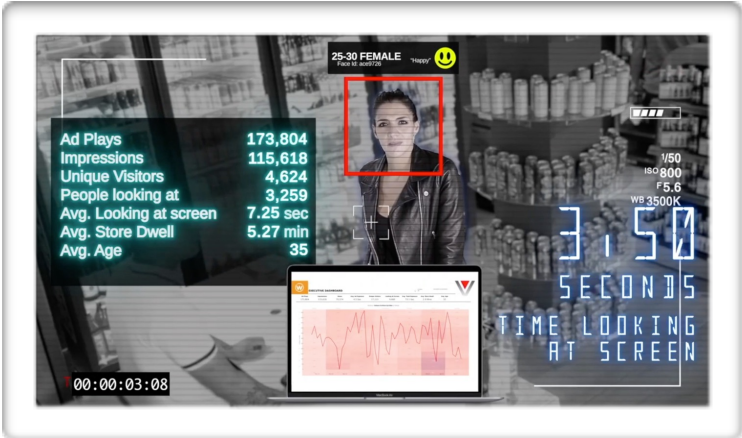 25-30 FEMALE
Face Id: ace9726
"Happy"
Ad Plays 173,804
Impressions 115,618
Unique Visitors 4,624
People looking at 3,259
Avg. Looking at screen 7.25 sec
Avg. Store Dwell 5.27 min
Avg. Age 35
1/50
ISO 800
F 5.6
WB 3500K
3.50
SECONDS
TIME LOOKING
AT SCREEN
EXECUTIVE DASHBOARD
00:00:03:08